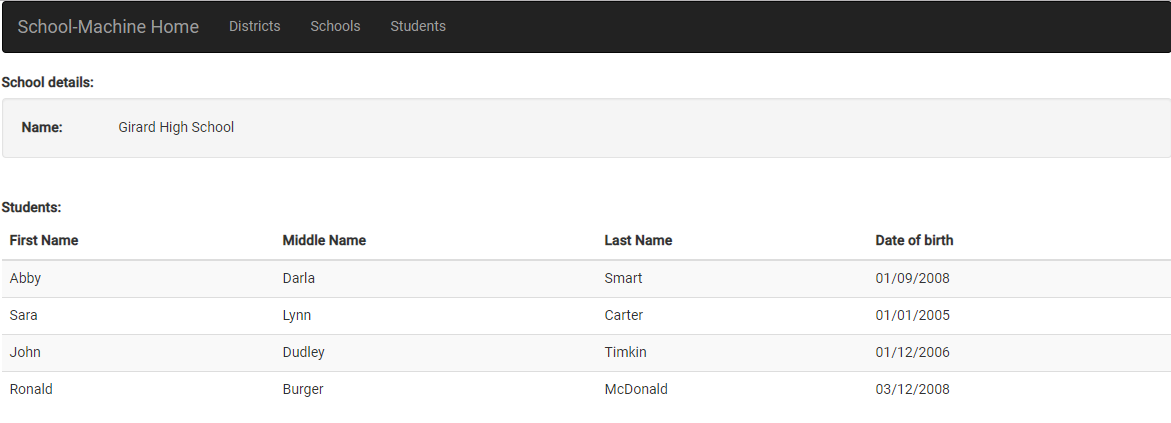 School-Machine Home Districts Schools Students
School details:
Name: Girard High School
Students:
First Name Middle Name Last Name Date of birth
Abby Darla Smart 01/09/2008
Sara Lynn Carter 01/01/2005
John Dudley Timkin 01/12/2006
Ronald Burger McDonald 03/12/2008